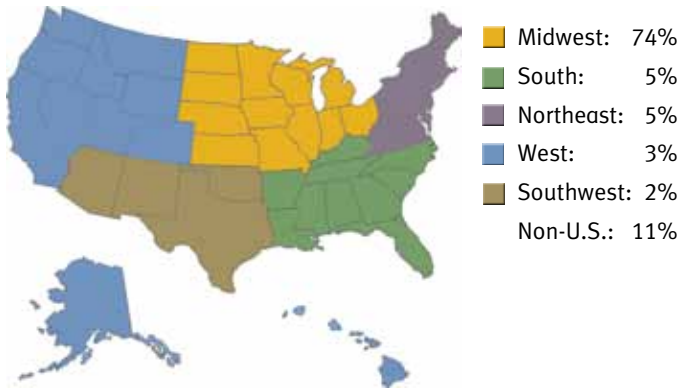 Midwest: 74%
South: 5%
Northeast: 5%
West: 3%
Southwest: 2%
Non-U.S.: 11%